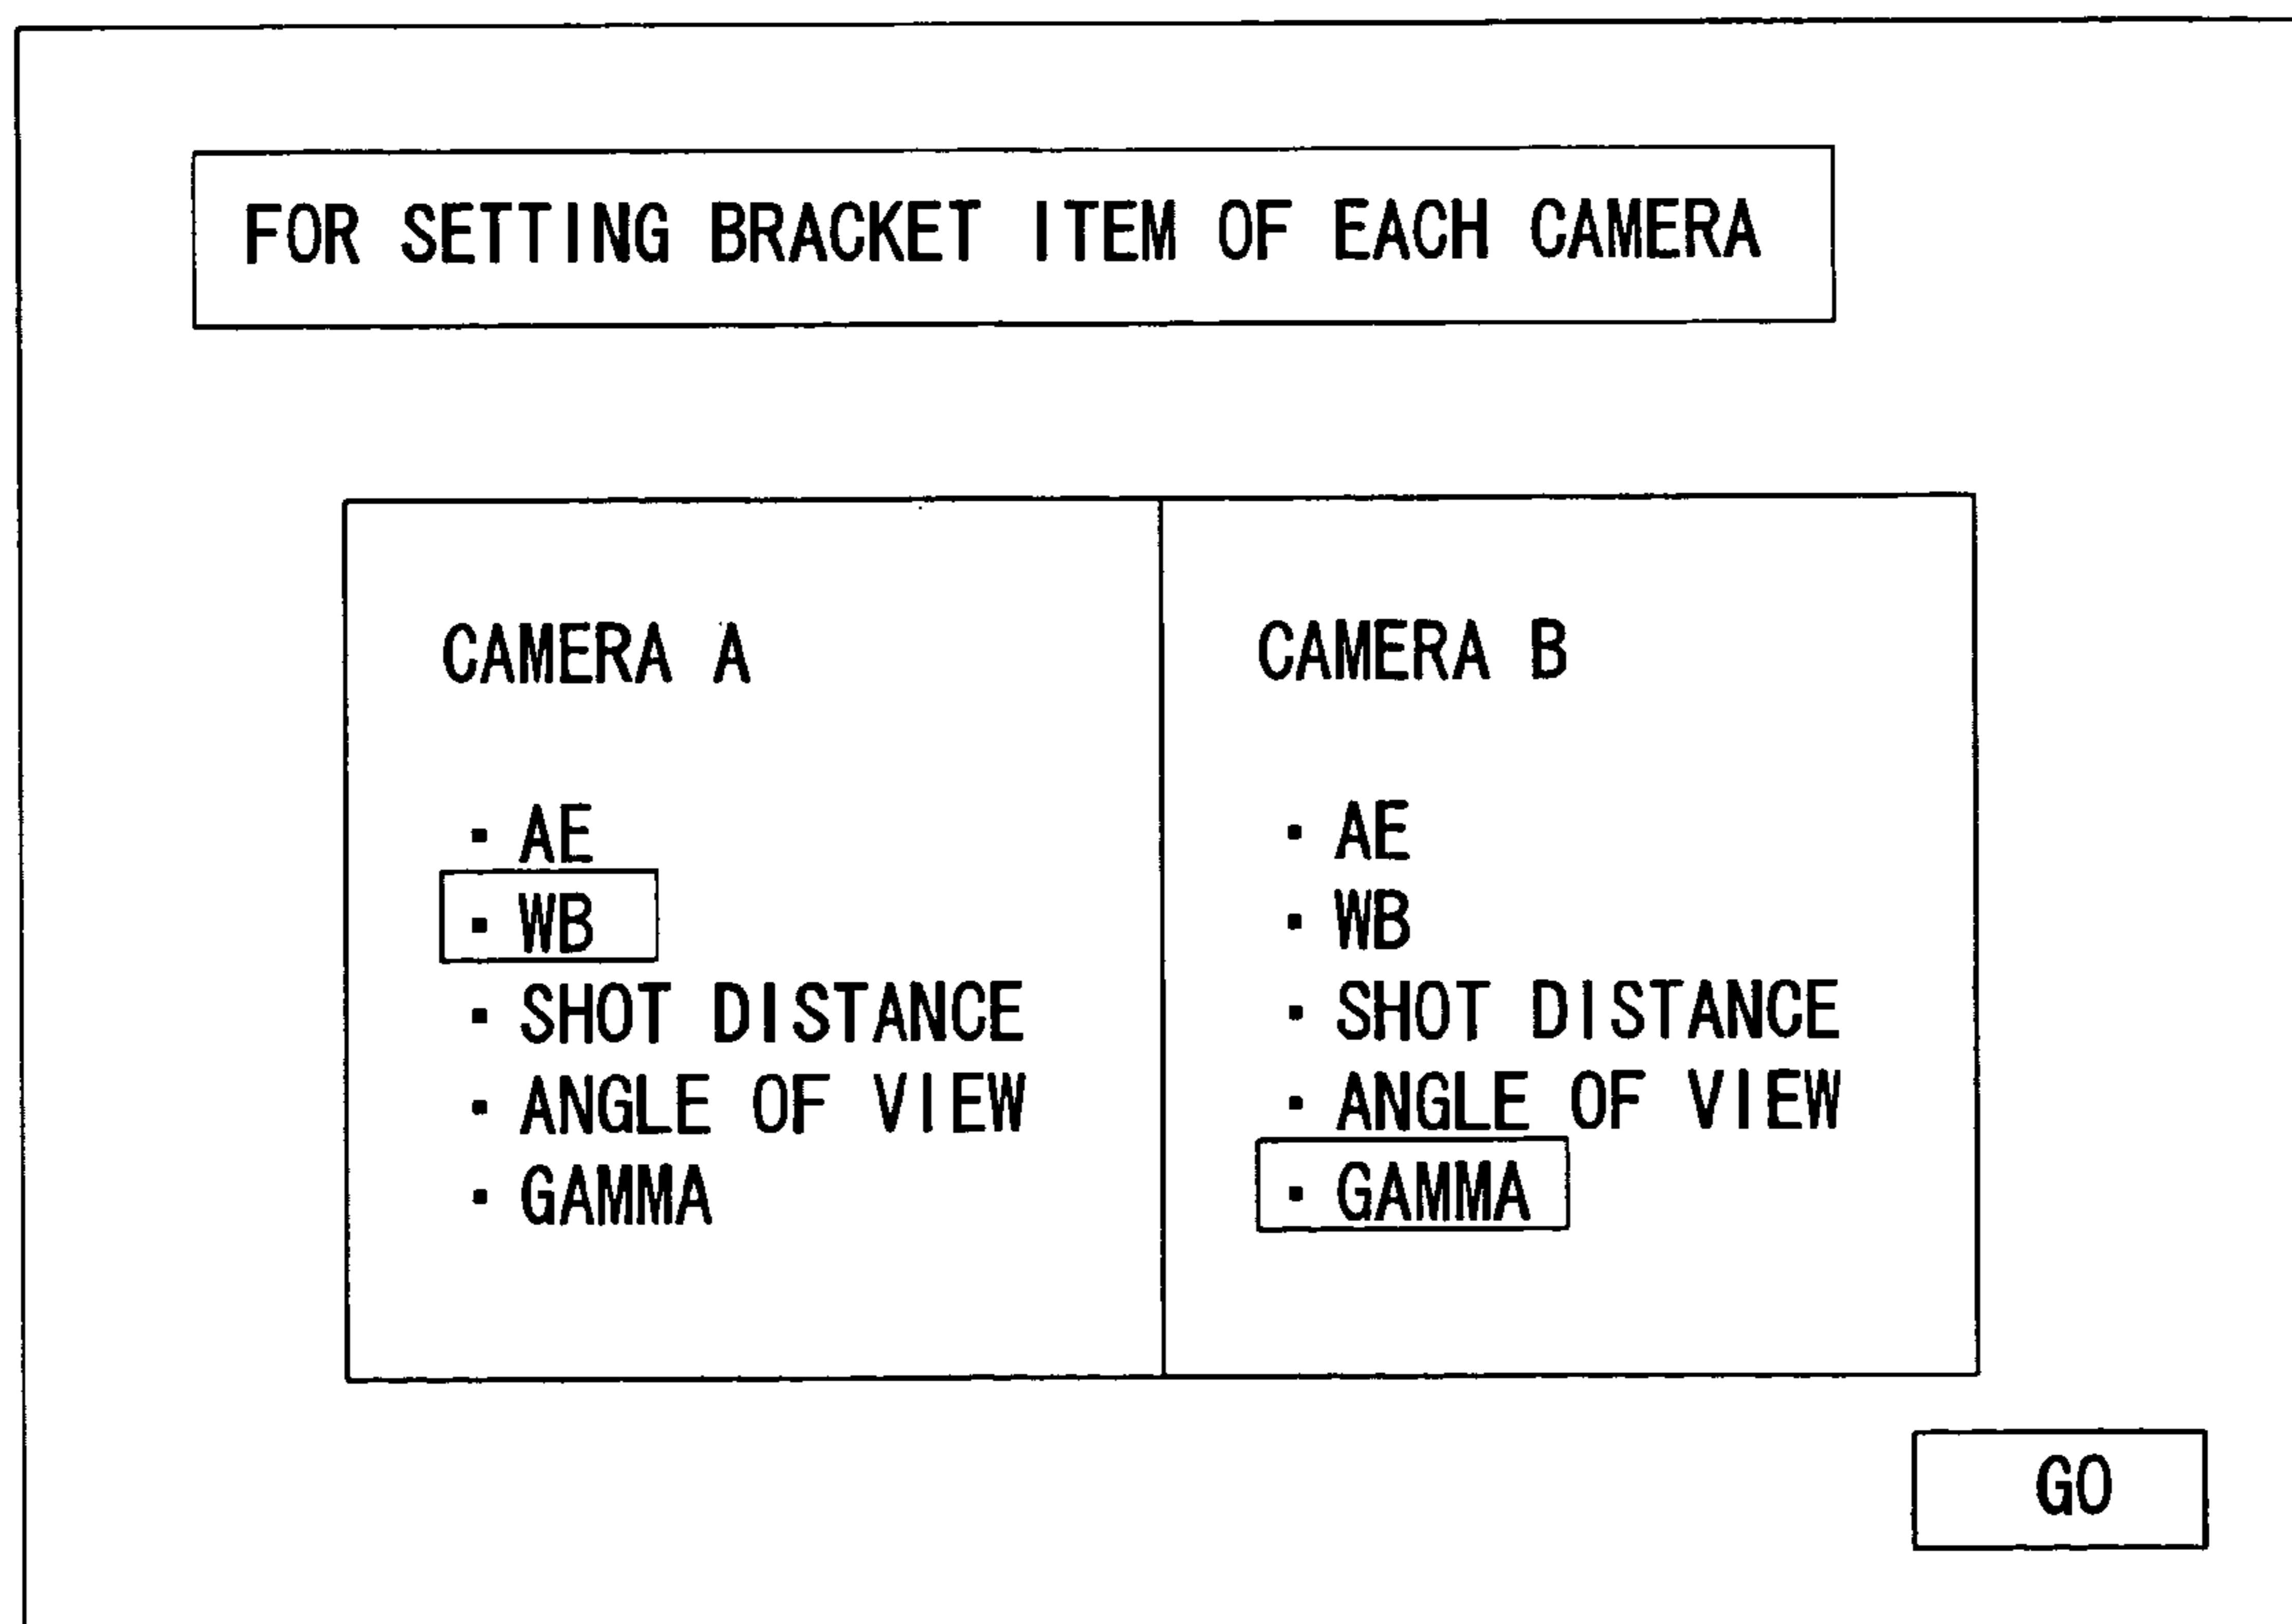 FOR SETTING BRACKET ITEM OF EACH CAMERA
CAMERA A
· AE
· WB
· SHOT DISTANCE
· ANGLE OF VIEW
· GAMMA
CAMERA B
· AE
· WB
· SHOT DISTANCE
· ANGLE OF VIEW
· GAMMA
GO